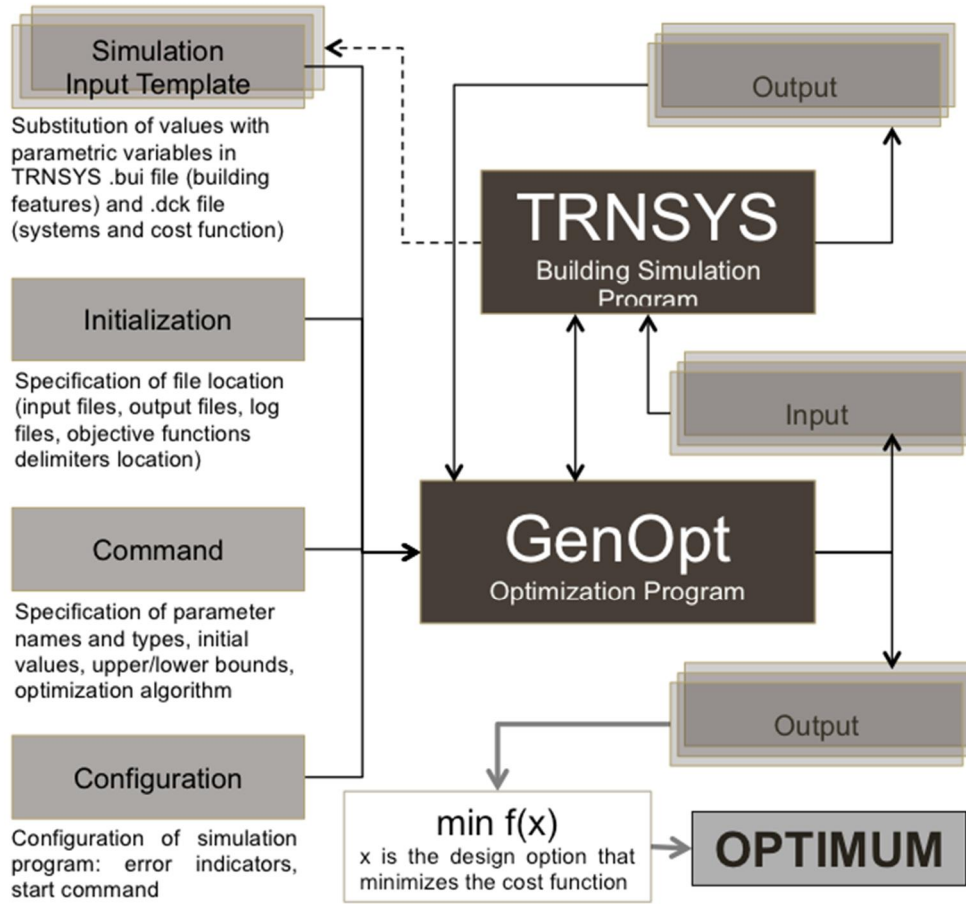 Simulation
Input Template
Substitution of values with
parametric variables in
TRNSYS .bui file (building
features) and .dck file
(systems and cost function)
Initialization
Specification of file location
(input files, output files, log
files, objective functions
delimiters location)
Command
Specification of parameter
names and types, initial
values, upper/lower bounds,
optimization algorithm
Configuration
Configuration of simulation
program: error indicators,
start command
Output
TRNSYS
Building Simulation
Program
Input
GenOpt
Optimization Program
Output
min f(x)
x is the design option that
minimizes the cost function
OPTIMUM